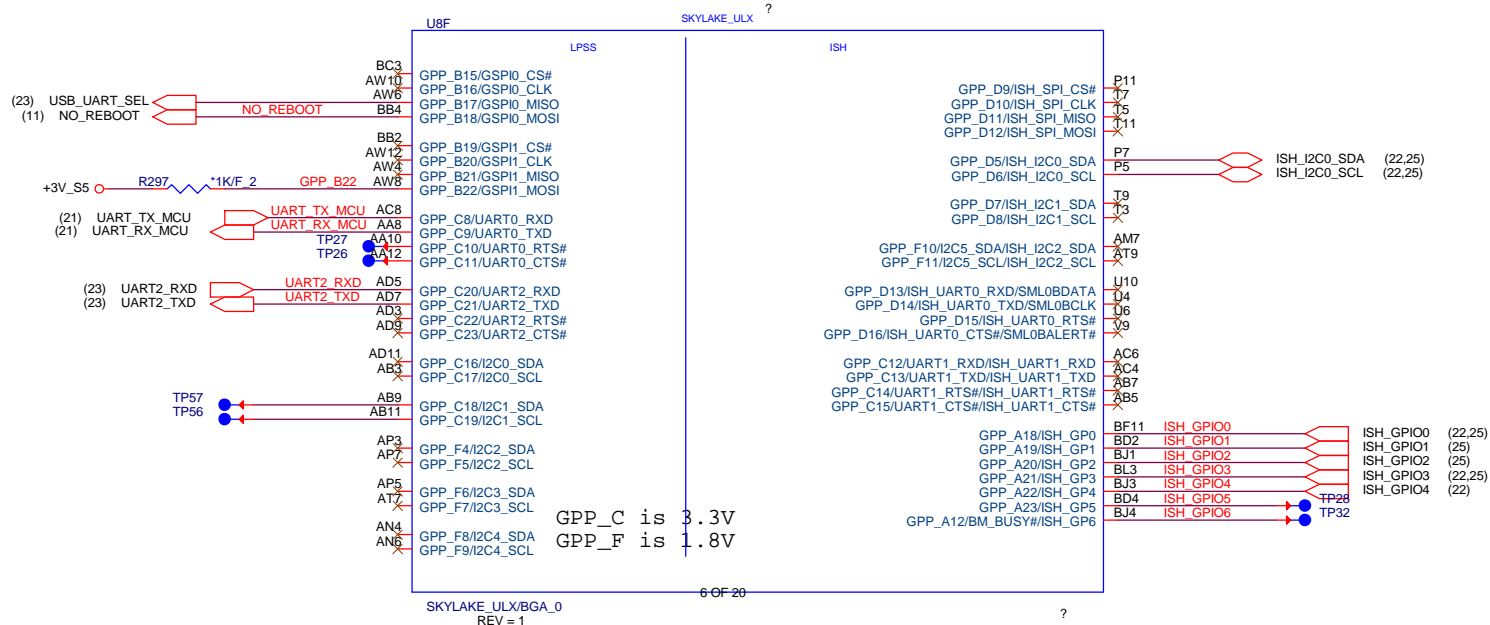 ?
U8F SKYLAKE_ULX
LPSS ISH
BC3 GPP_B15/GSPI0_CS#
AW10 GPP_B16/GSPI0_CLK
(23) USB_UART_SEL AW6 GPP_B17/GSPI0_MISO
(11) NO_REBOOT NO_REBOOT BB4 GPP_B18/GSPI0_MOSI
BB2 GPP_B19/GSPI1_CS#
AW12 GPP_B20/GSPI1_CLK
AW4 GPP_B21/GSPI1_MISO
+3V_S5 R297 *1K/F_2 GPP_B22 AW8 GPP_B22/GSPI1_MOSI
(21) UART_TX_MCU UART_TX_MCU AC8 GPP_C8/UART0_RXD
(21) UART_RX_MCU UART_RX_MCU AA8 GPP_C9/UART0_TXD
TP27 AA10 GPP_C10/UART0_RTS#
TP26 AA12 GPP_C11/UART0_CTS#
(23) UART2_RXD UART2_RXD AD5 GPP_C20/UART2_RXD
(23) UART2_TXD UART2_TXD AD7 GPP_C21/UART2_TXD
AD3 GPP_C22/UART2_RTS#
AD9 GPP_C23/UART2_CTS#
AD11 GPP_C16/I2C0_SDA
AB3 GPP_C17/I2C0_SCL
TP57 AB9 GPP_C18/I2C1_SDA
TP56 AB11 GPP_C19/I2C1_SCL
AP3 GPP_F4/I2C2_SDA
AP7 GPP_F5/I2C2_SCL
AP5 GPP_F6/I2C3_SDA
AT7 GPP_F7/I2C3_SCL
AN4 GPP_F8/I2C4_SDA
AN6 GPP_F9/I2C4_SCL
GPP_C is 3.3V
GPP_F is 1.8V
GPP_D9/ISH_SPI_CS# P11
GPP_D10/ISH_SPI_CLK T7
GPP_D11/ISH_SPI_MISO T5
GPP_D12/ISH_SPI_MOSI T11
GPP_D5/ISH_I2C0_SDA P7 ISH_I2C0_SDA (22,25)
GPP_D6/ISH_I2C0_SCL P5 ISH_I2C0_SCL (22,25)
GPP_D7/ISH_I2C1_SDA T9
GPP_D8/ISH_I2C1_SCL T3
GPP_F10/I2C5_SDA/ISH_I2C2_SDA AM7
GPP_F11/I2C5_SCL/ISH_I2C2_SCL AT9
GPP_D13/ISH_UART0_RXD/SML0BDATA U10
GPP_D14/ISH_UART0_TXD/SML0BCLK U4
GPP_D15/ISH_UART0_RTS# U6
GPP_D16/ISH_UART0_CTS#/SML0BALERT# V9
GPP_C12/UART1_RXD/ISH_UART1_RXD AC6
GPP_C13/UART1_TXD/ISH_UART1_TXD AC4
GPP_C14/UART1_RTS#/ISH_UART1_RTS# AB7
GPP_C15/UART1_CTS#/ISH_UART1_CTS# AB5
GPP_A18/ISH_GP0 BF11 ISH_GPIO0 ISH_GPIO0 (22,25)
GPP_A19/ISH_GP1 BD2 ISH_GPIO1 ISH_GPIO1 (25)
GPP_A20/ISH_GP2 BJ1 ISH_GPIO2 ISH_GPIO2 (25)
GPP_A21/ISH_GP3 BL3 ISH_GPIO3 ISH_GPIO3 (22,25)
GPP_A22/ISH_GP4 BJ3 ISH_GPIO4 ISH_GPIO4 (22)
GPP_A23/ISH_GP5 BD4 ISH_GPIO5 TP28
GPP_A12/BM_BUSY#/ISH_GP6 BJ4 ISH_GPIO6 TP32
6 OF 20
SKYLAKE_ULX/BGA_0
REV = 1
?